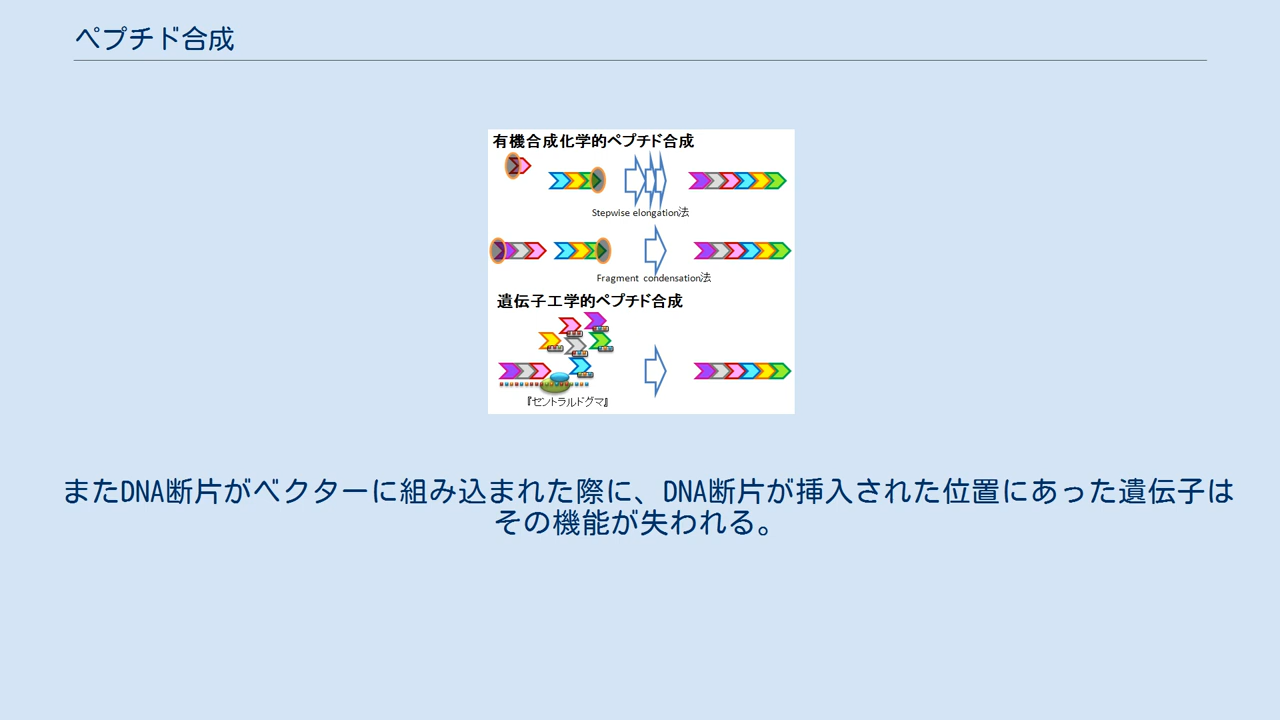 ペプチド合成
有機合成化学的ペプチド合成
Stepwise elongation法
Fragment condensation法
遺伝子工学的ペプチド合成
『セントラルドグマ』
またDNA断片がベクターに組み込まれた際に、DNA断片が挿入された位置にあった遺伝子は
その機能が失われる。